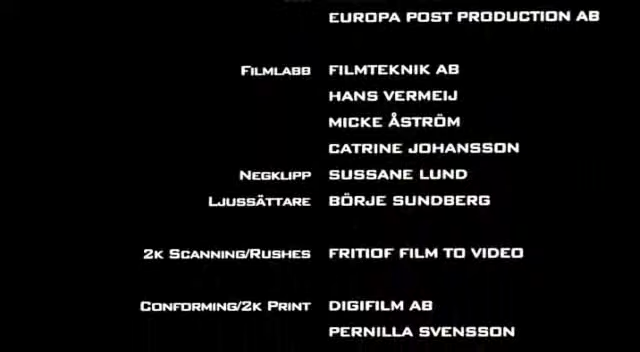 EUROPA POST PRODUCTION AB
FILMLABB FILMTEKNIK AB
HANS VERMEIJ
MICKE ÅSTRÖM
CATRINE JOHANSSON
NEGKLIPP SUSSANE LUND
LJUSSÄTTARE BÖRJE SUNDBERG
2K SCANNING/RUSHES FRITIOF FILM TO VIDEO
CONFORMING/2K PRINT DIGIFILM AB
PERNILLA SVENSSON